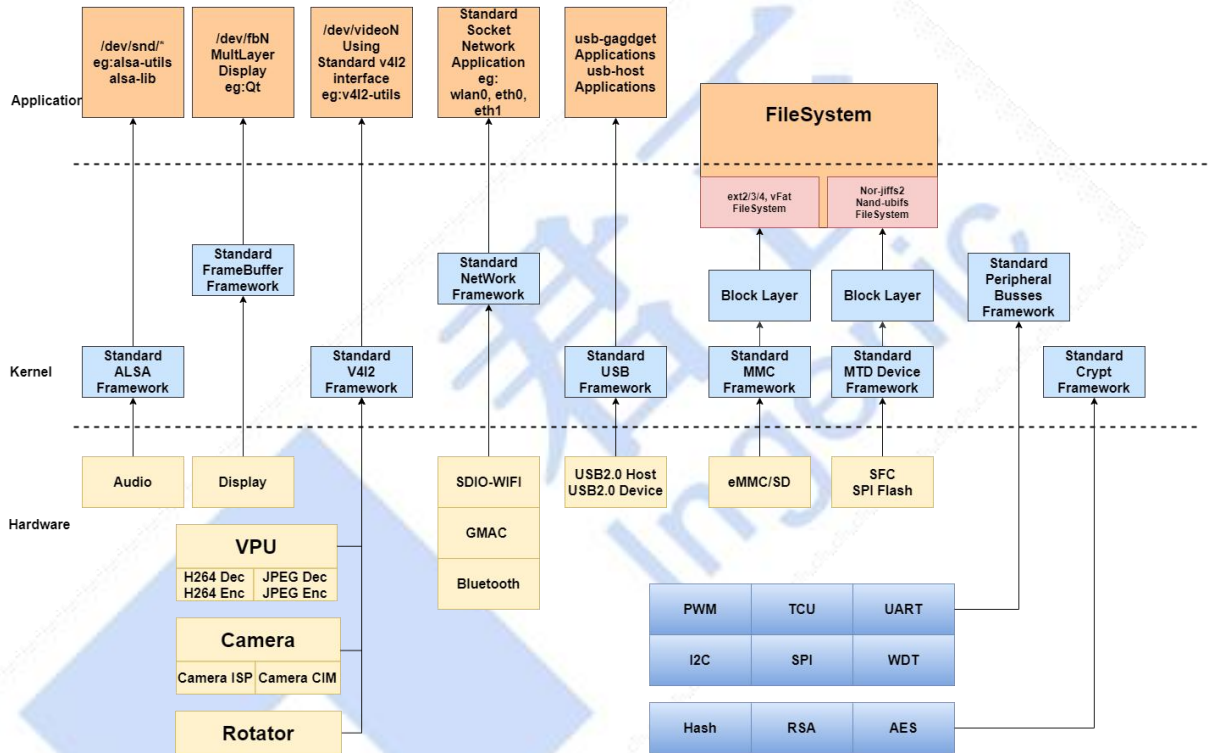 Application
/dev/snd/*
eg:alsa-utils
alsa-lib
/dev/fbN
MultLayer
Display
eg:Qt
/dev/videoN
Using
Standard v4l2
interface
eg:v4l2-utils
Standard
Socket
Network
Application
eg:
wlan0, eth0,
eth1
usb-gagdget
Applications
usb-host
Applications
FileSystem
ext2/3/4, vFat
FileSystem
Nor-jiffs2
Nand-ubifs
FileSystem
Kernel
Standard
ALSA
Framework
Standard
FrameBuffer
Framework
Standard
V4l2
Framework
Standard
NetWork
Framework
Standard
USB
Framework
Block Layer
Standard
MMC
Framework
Block Layer
Standard
MTD Device
Framework
Standard
Peripheral
Busses
Framework
Standard
Crypt
Framework
Hardware
Audio
Display
VPU
H264 Dec
H264 Enc
JPEG Dec
JPEG Enc
Camera
Camera ISP
Camera CIM
Rotator
SDIO-WIFI
GMAC
Bluetooth
USB2.0 Host
USB2.0 Device
eMMC/SD
SFC
SPI Flash
PWM
TCU
UART
I2C
SPI
WDT
Hash
RSA
AES
君正
Ingenic